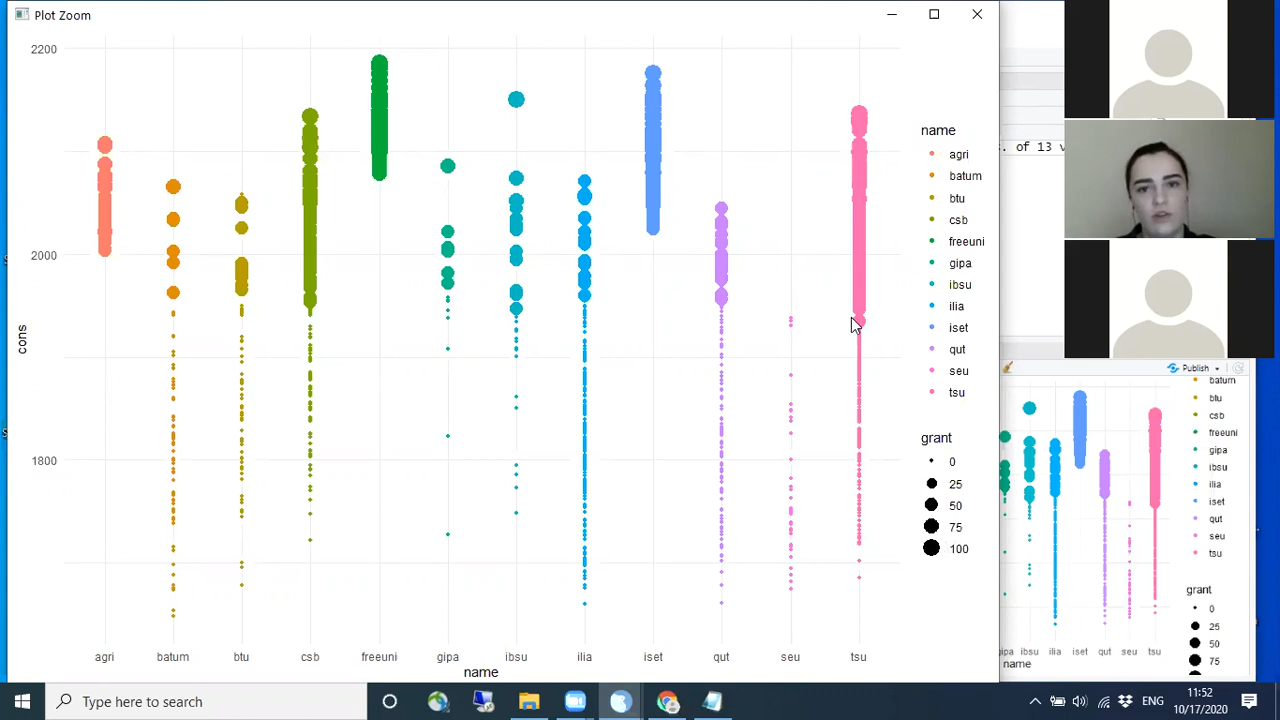 Plot Zoom
2200
2000
1800
cons
agri
batum
btu
csb
freeuni
gipa
ibsu
ilia
iset
qut
seu
tsu
name
name
agri
batum
btu
csb
freeuni
gipa
ibsu
ilia
iset
qut
seu
tsu
grant
0
25
50
75
100
s. of 13 v
Publish
batum
btu
csb
freeuni
gipa
ibsu
ilia
iset
qut
seu
tsu
grant
0
25
50
75
gipa ibsu ilia iset qut seu tsu
name
Type here to search
ENG
11:52
10/17/2020